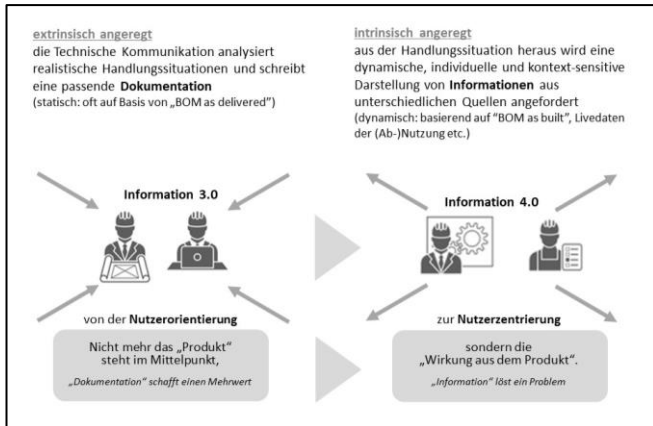 extrinsisch angeregt
die Technische Kommunikation analysiert
realistische Handlungssituationen und schreibt
eine passende Dokumentation
(statisch: oft auf Basis von „BOM as delivered")
Information 3.0
von der Nutzerorientierung
Nicht mehr das „Produkt"
steht im Mittelpunkt,
„Dokumentation" schafft einen Mehrwert
intrinsisch angeregt
aus der Handlungssituation heraus wird eine
dynamische, individuelle und kontext-sensitive
Darstellung von Informationen aus
unterschiedlichen Quellen angefordert
(dynamisch: basierend auf "BOM as built", Livedaten
der (Ab-)Nutzung etc.)
Information 4.0
zur Nutzerzentrierung
sondern die
„Wirkung aus dem Produkt".
„Information" löst ein Problem